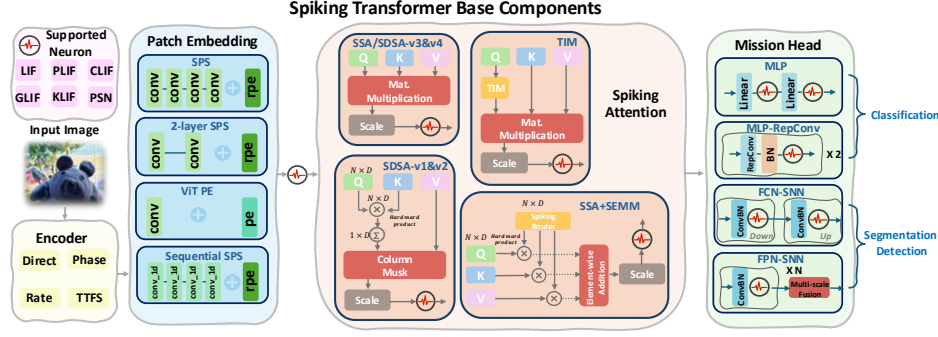 Spiking Transformer Base Components
Supported
Neuron
LIF PLIF CLIF
GLIF KLIF PSN
Input Image
Encoder
Direct Phase
Rate TTFS
Patch Embedding
SPS
conv conv conv conv + rpe
2-layer SPS
conv conv + rpe
ViT PE
conv + pe
Sequential SPS
conv_1d conv_1d conv_1d conv_1d + rpe
SSA/SDSA-v3&v4
Q K V
Mat.
Multiplication
Scale
TIM
Q K V
TIM
Mat.
Multiplication
Scale
Spiking
Attention
SDSA-v1&v2
Q K V
N × D
N × D
×
Hardmard
product
1 × D
Σ
Column
Musk
Scale
SSA+SEMM
N × D
Spiking
Router
N × D
Hardmard
product
Q
K
V
× × ×
Element-wise
Addition
Scale
Mission Head
MLP
Linear Linear
MLP-RepConv
RepConv BN X 2
FCN-SNN
ConvBN Down ConvBN Up
FPN-SNN
ConvBN
X N
Multi-scale
Fusion
Classification
Segmentation
Detection